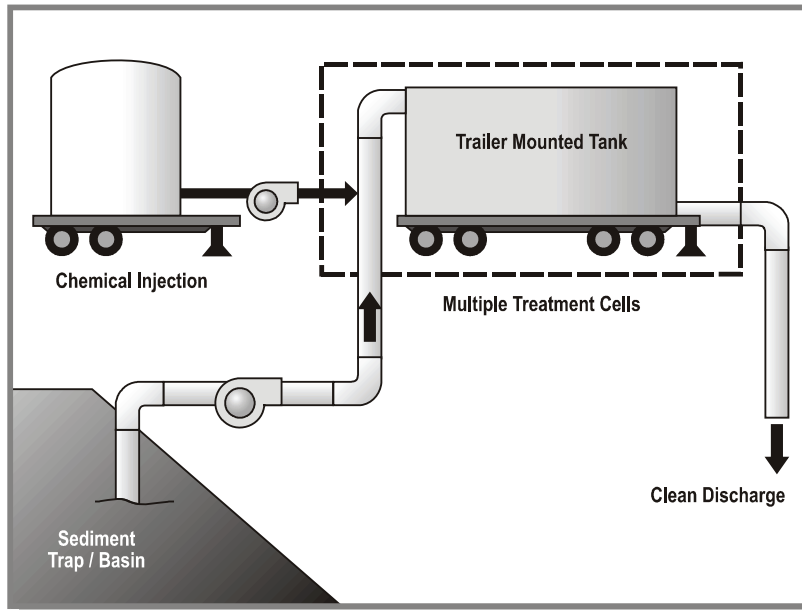 Trailer Mounted Tank
Chemical Injection
Multiple Treatment Cells
Clean Discharge
Sediment
Trap / Basin